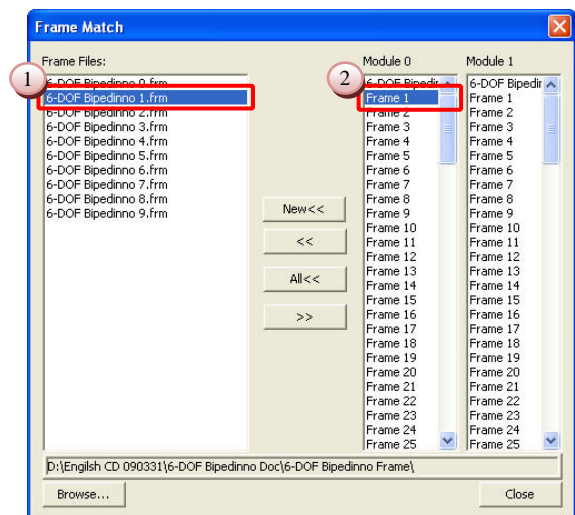 Frame Match
Frame Files:
Module 0
Module 1
1
2
6-DOF Bipedinno 0.frm
6-DOF Bipedinno 1.frm
6-DOF Bipedinno 2.frm
6-DOF Bipedinno 3.frm
6-DOF Bipedinno 4.frm
6-DOF Bipedinno 5.frm
6-DOF Bipedinno 6.frm
6-DOF Bipedinno 7.frm
6-DOF Bipedinno 8.frm
6-DOF Bipedinno 9.frm
New<<
<<
All<<
>>
6-DOF Bipedir
Frame 1
Frame 2
Frame 3
Frame 4
Frame 5
Frame 6
Frame 7
Frame 8
Frame 9
Frame 10
Frame 11
Frame 12
Frame 13
Frame 14
Frame 15
Frame 16
Frame 17
Frame 18
Frame 19
Frame 20
Frame 21
Frame 22
Frame 23
Frame 24
Frame 25
6-DOF Bipedir
Frame 1
Frame 2
Frame 3
Frame 4
Frame 5
Frame 6
Frame 7
Frame 8
Frame 9
Frame 10
Frame 11
Frame 12
Frame 13
Frame 14
Frame 15
Frame 16
Frame 17
Frame 18
Frame 19
Frame 20
Frame 21
Frame 22
Frame 23
Frame 24
Frame 25
D:\Engilsh CD 090331\6-DOF Bipedinno Doc\6-DOF Bipedinno Frame\
Browse...
Close